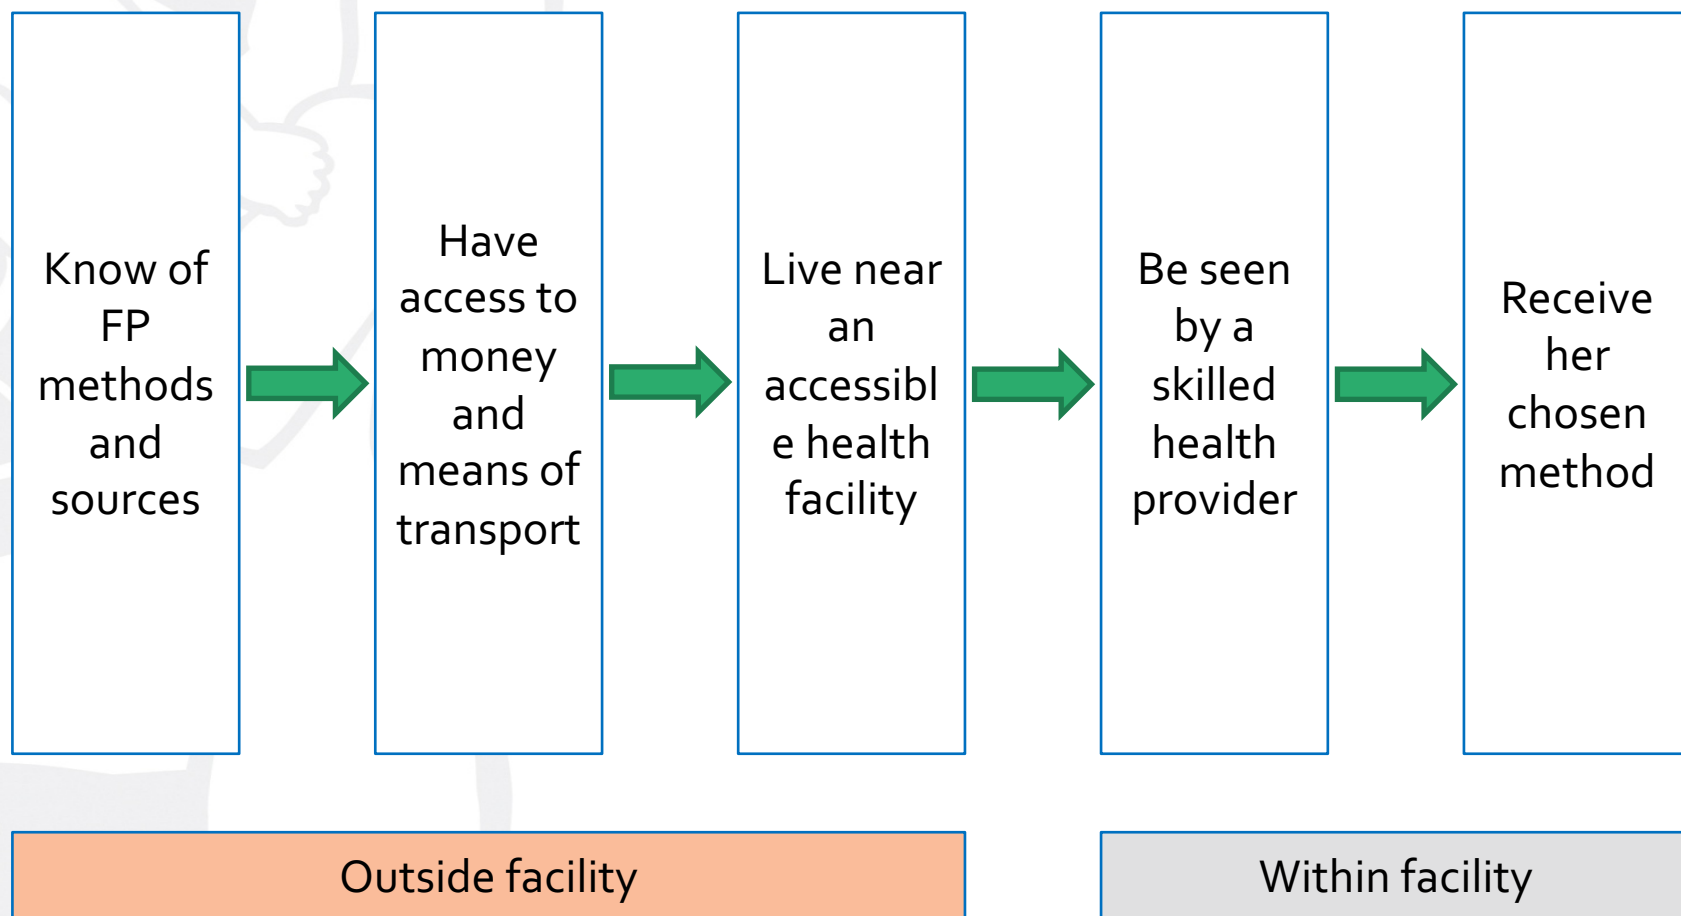 Know of
FP
methods
and
sources
Have
access to
money
and
means of
transport
Live near
an
accessibl
e health
facility
Be seen
by a
skilled
health
provider
Receive
her
chosen
method
Outside facility
Within facility